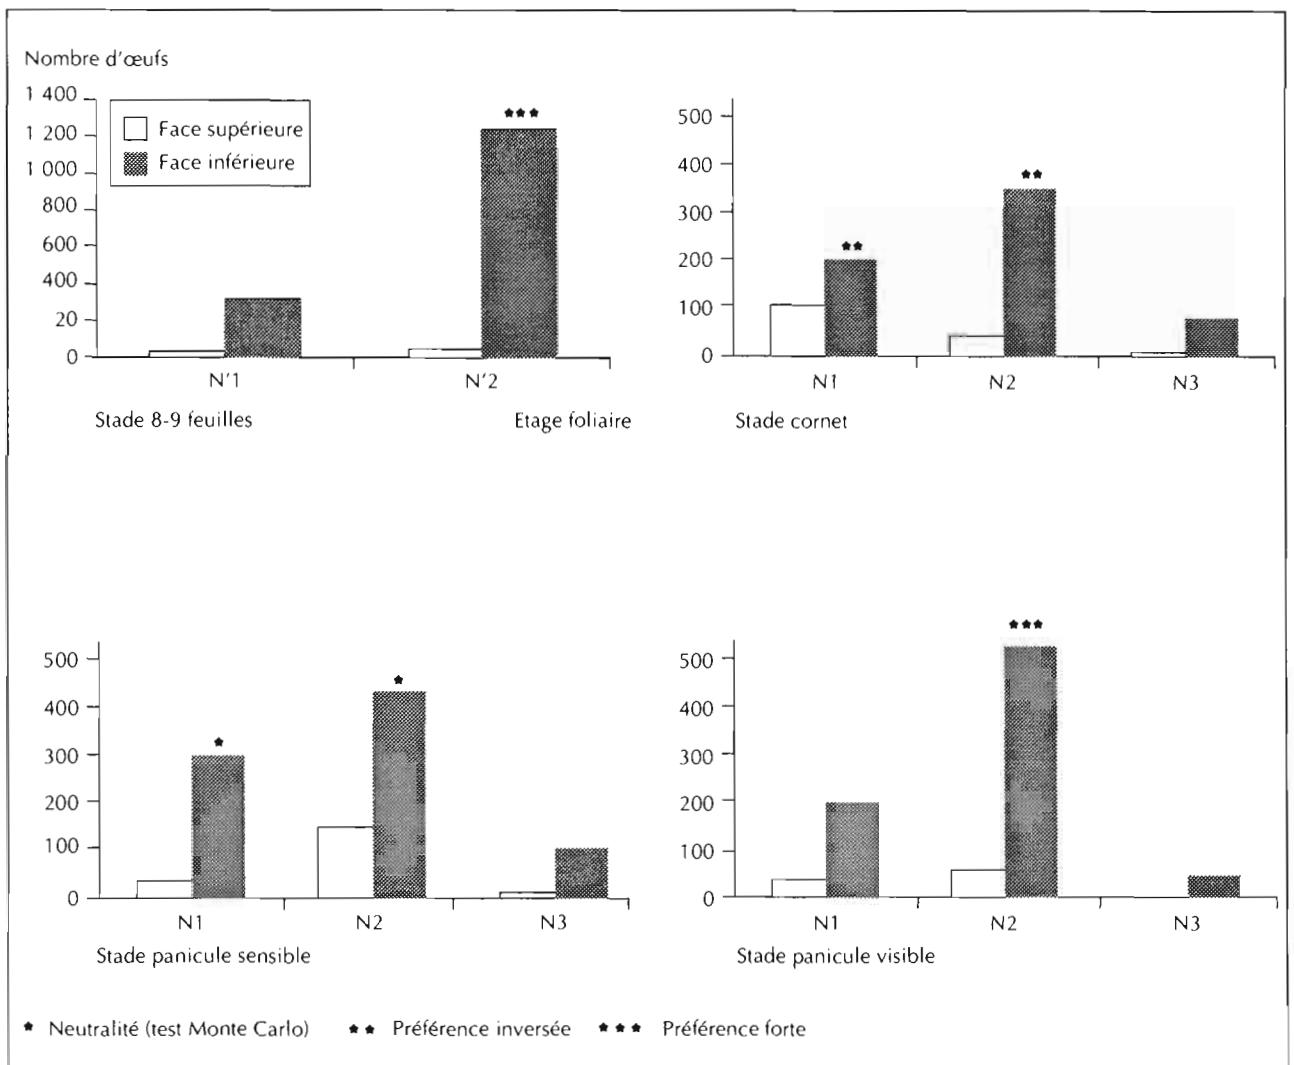 Nombre d'œufs
1 400
1 200
1 000
800
600
400
20
0
Face supérieure
Face inférieure
★★★
N'1 N'2
Stade 8-9 feuilles Etage foliaire
500
400
300
200
100
0
★★ ★★
N1 N2 N3
Stade cornet
500
400
300
200
100
0
★ ★
N1 N2 N3
Stade panicule sensible
500
400
300
200
100
0
★★★
N1 N2 N3
Stade panicule visible
★ Neutralité (test Monte Carlo) ★★ Préférence inversée ★★★ Préférence forte